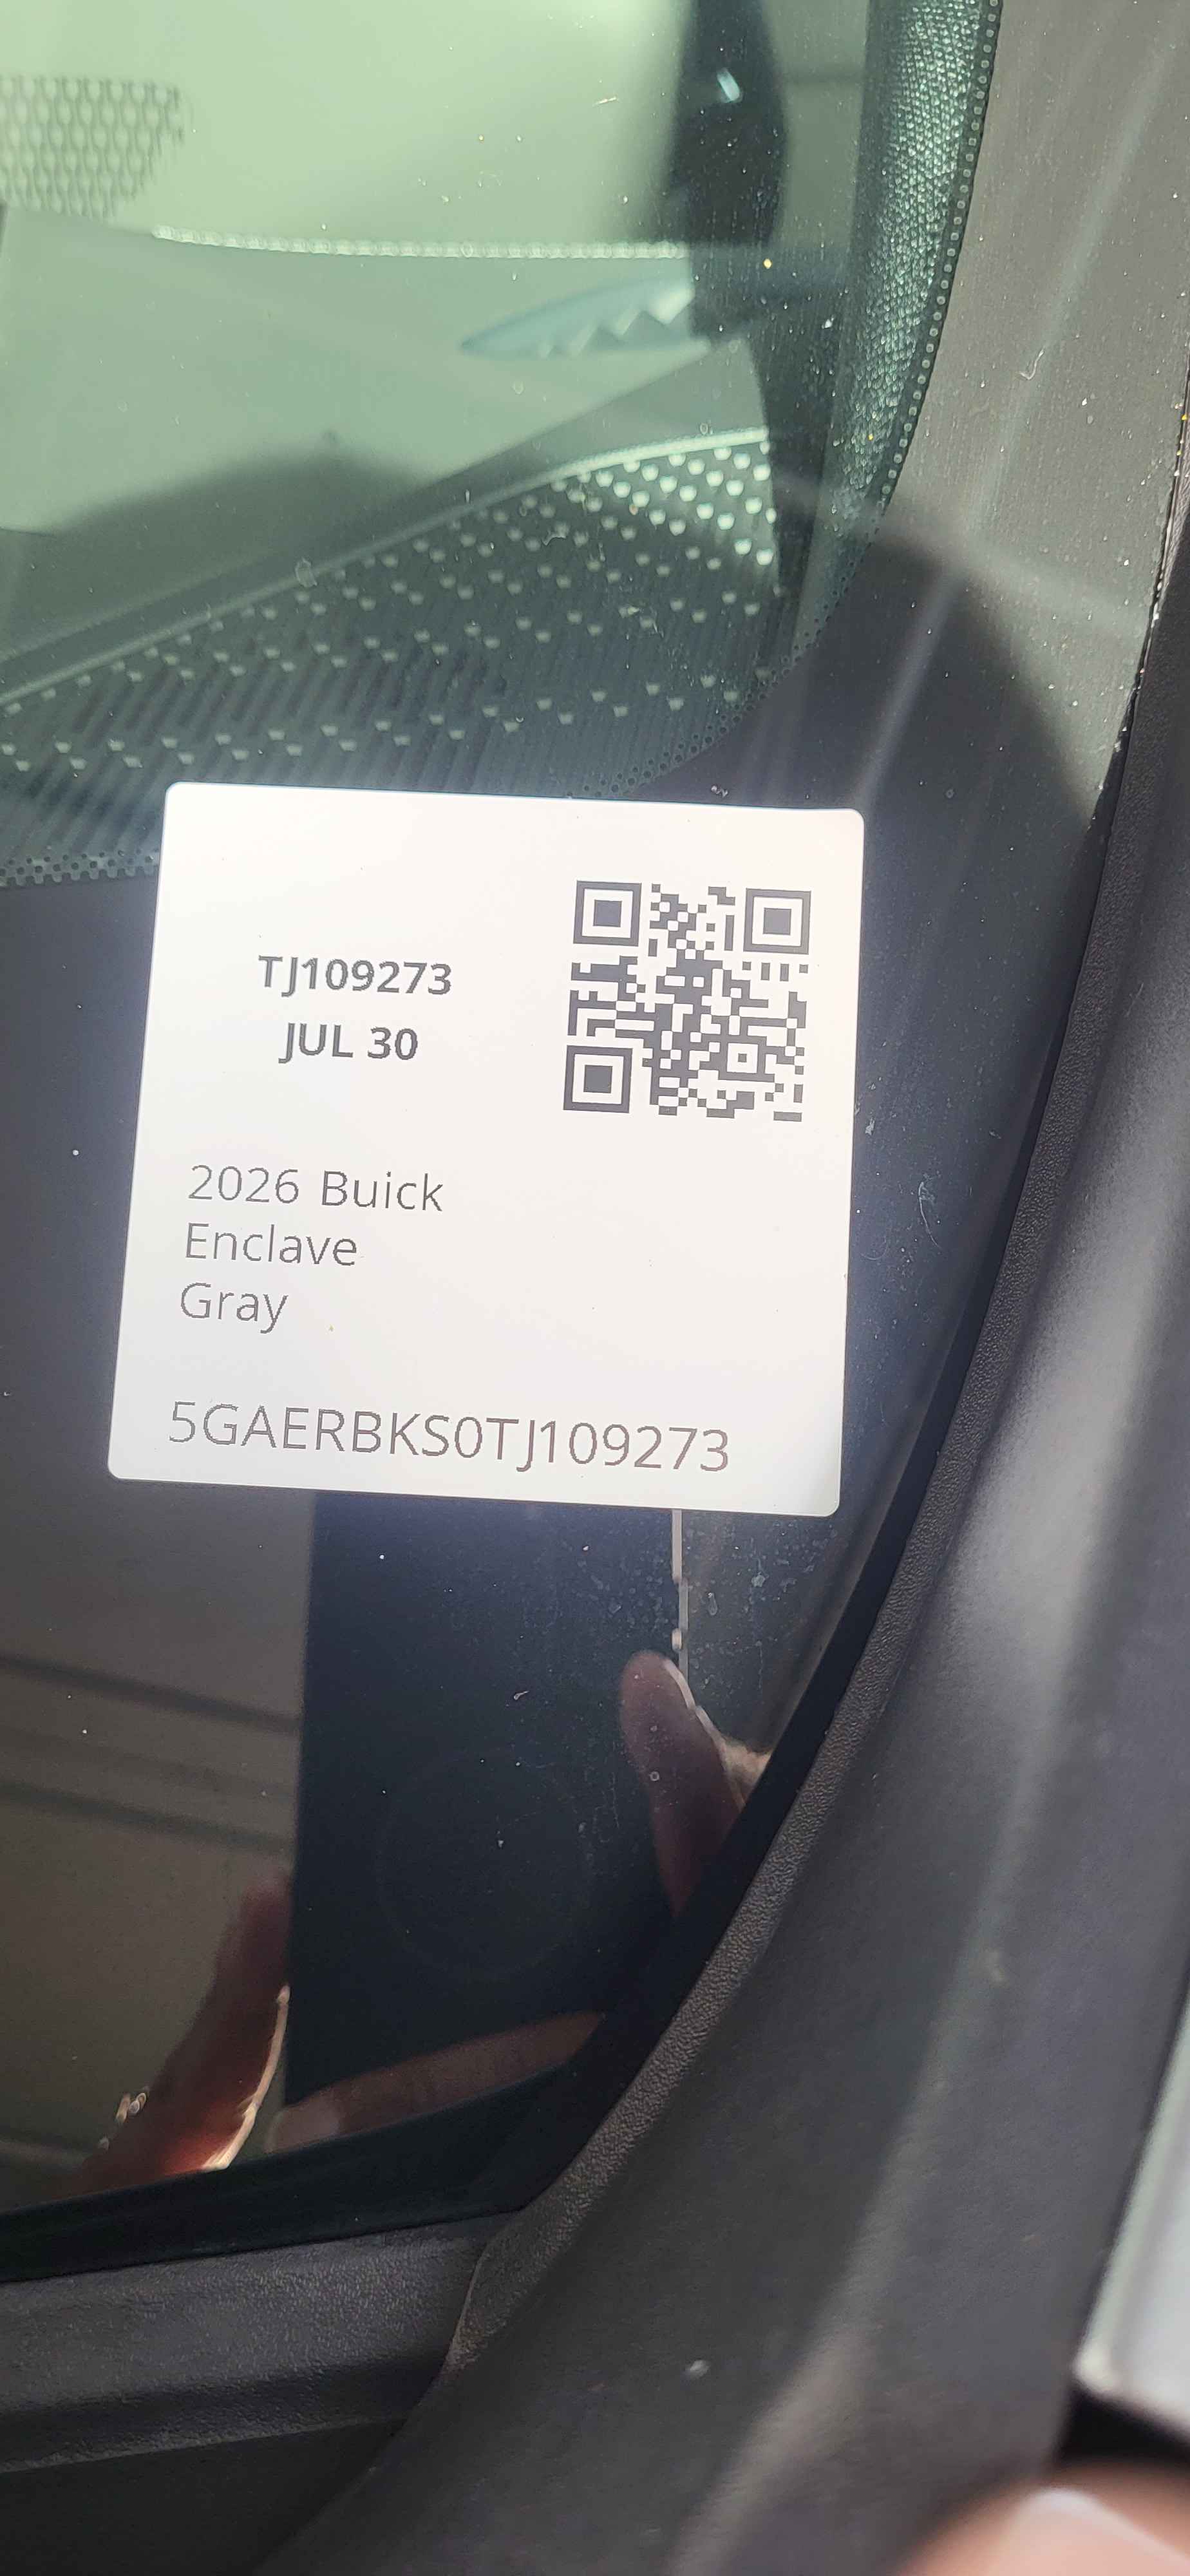 TJ109273
JUL 30
2026 Buick
Enclave
Gray
5GAERBKS0TJ109273